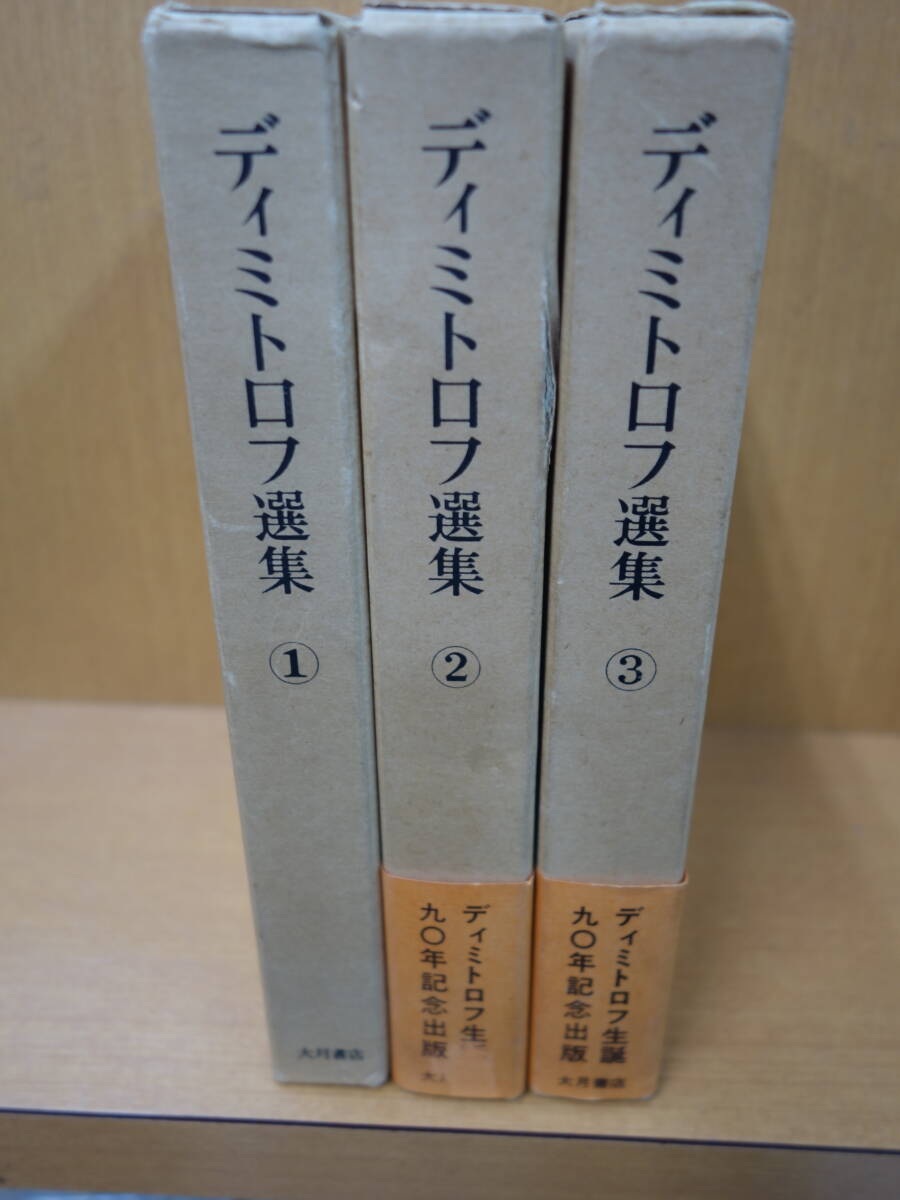 ディミトロフ選集
①
大月書店
ディミトロフ選集
②
ディミトロフ生
九〇年記念出版
大
ディミトロフ選集
③
ディミトロフ生誕
九〇年記念出版
大月書店